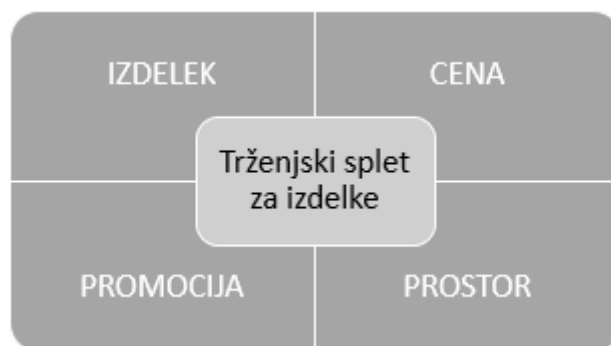 IZDELEK
CENA
Trženjski splet
za izdelke
PROMOCIJA
PROSTOR